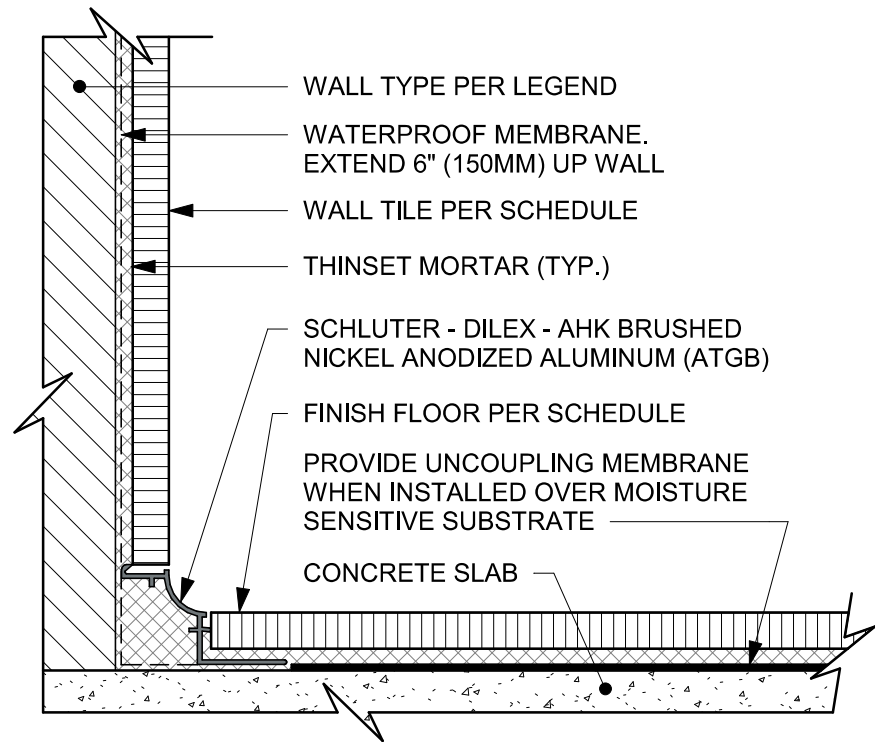 WALL TYPE PER LEGEND
WATERPROOF MEMBRANE.
EXTEND 6" (150MM) UP WALL
WALL TILE PER SCHEDULE
THINSET MORTAR (TYP.)
SCHLUTER - DILEX - AHK BRUSHED
NICKEL ANODIZED ALUMINUM (ATGB)
FINISH FLOOR PER SCHEDULE
PROVIDE UNCOUPLING MEMBRANE
WHEN INSTALLED OVER MOISTURE
SENSITIVE SUBSTRATE
CONCRETE SLAB